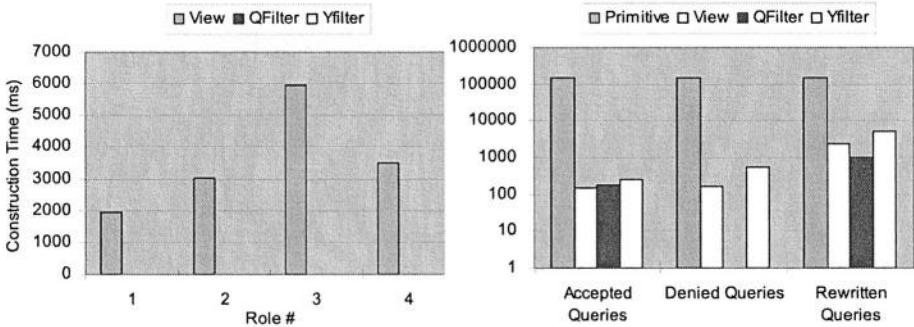 View QFilter Yfilter
7000
6000
5000
4000
3000
2000
1000
0
Construction Time (ms)
1 2 3 4
Role #
Primitive View QFilter Yfilter
1000000
100000
10000
1000
100
10
1
Accepted Queries
Denied Queries
Rewritten Queries